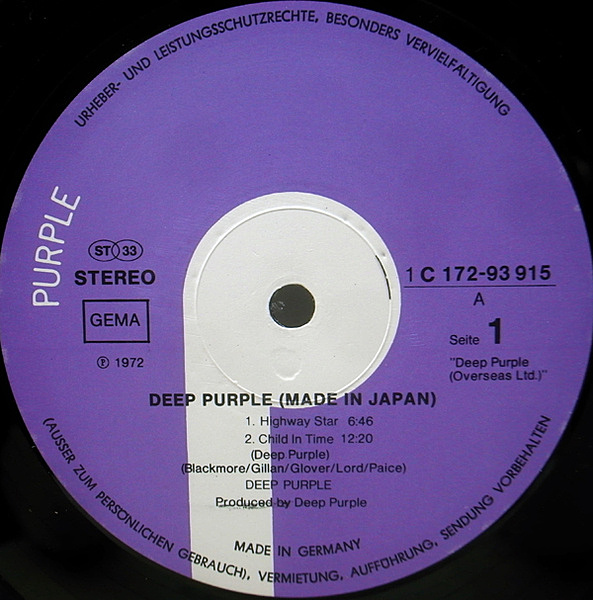 URHEBER- UND LEISTUNGSSCHUTZRECHTE, BESONDERS VERVIELFÄLTIGUNG
PURPLE
ST 33
STEREO
GEMA
Ⓟ 1972
1 C 172-93 915
A
Seite 1
"Deep Purple
(Overseas Ltd.)"
DEEP PURPLE (MADE IN JAPAN)
1. Highway Star 6:46
2. Child In Time 12:20
(Deep Purple)
(Blackmore/Gillan/Glover/Lord/Paice)
DEEP PURPLE
Produced by Deep Purple
MADE IN GERMANY
(AUSSER ZUM PERSÖNLICHEN GEBRAUCH), VERMIETUNG, AUFFÜHRUNG, SENDUNG VORBEHALTEN